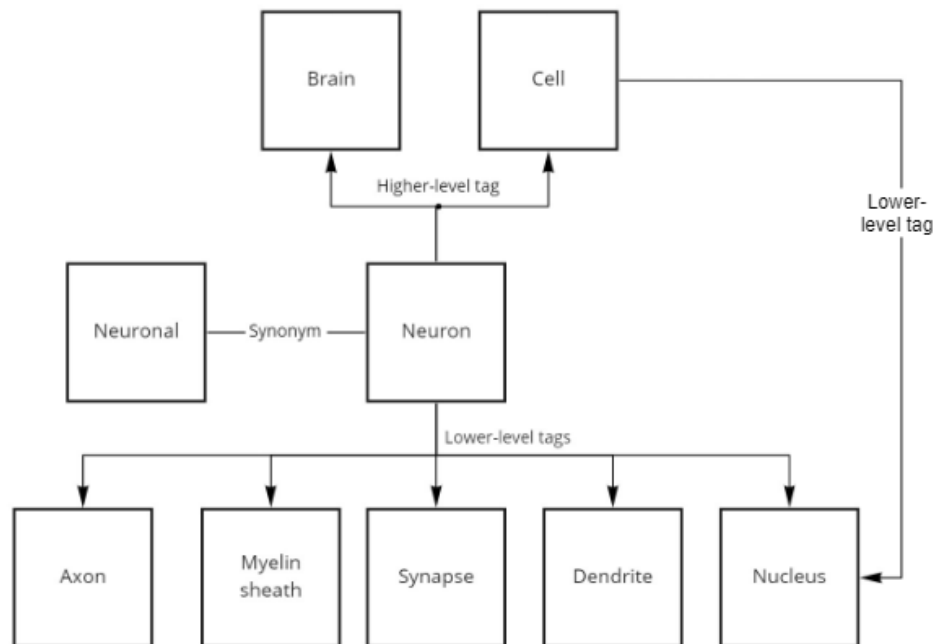 Brain
Cell
Higher-level tag
Lower-
level tag
Neuronal
Synonym
Neuron
Lower-level tags
Axon
Myelin
sheath
Synapse
Dendrite
Nucleus